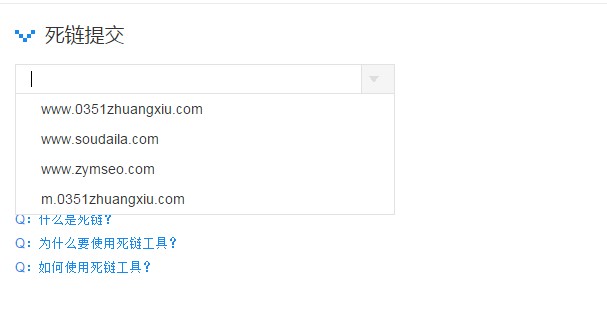 死链提交
www.0351zhuangxiu.com
www.soudaila.com
www.zymseo.com
m.0351zhuangxiu.com
Q：什么是死链？
Q：为什么要使用死链工具？
Q：如何使用死链工具？